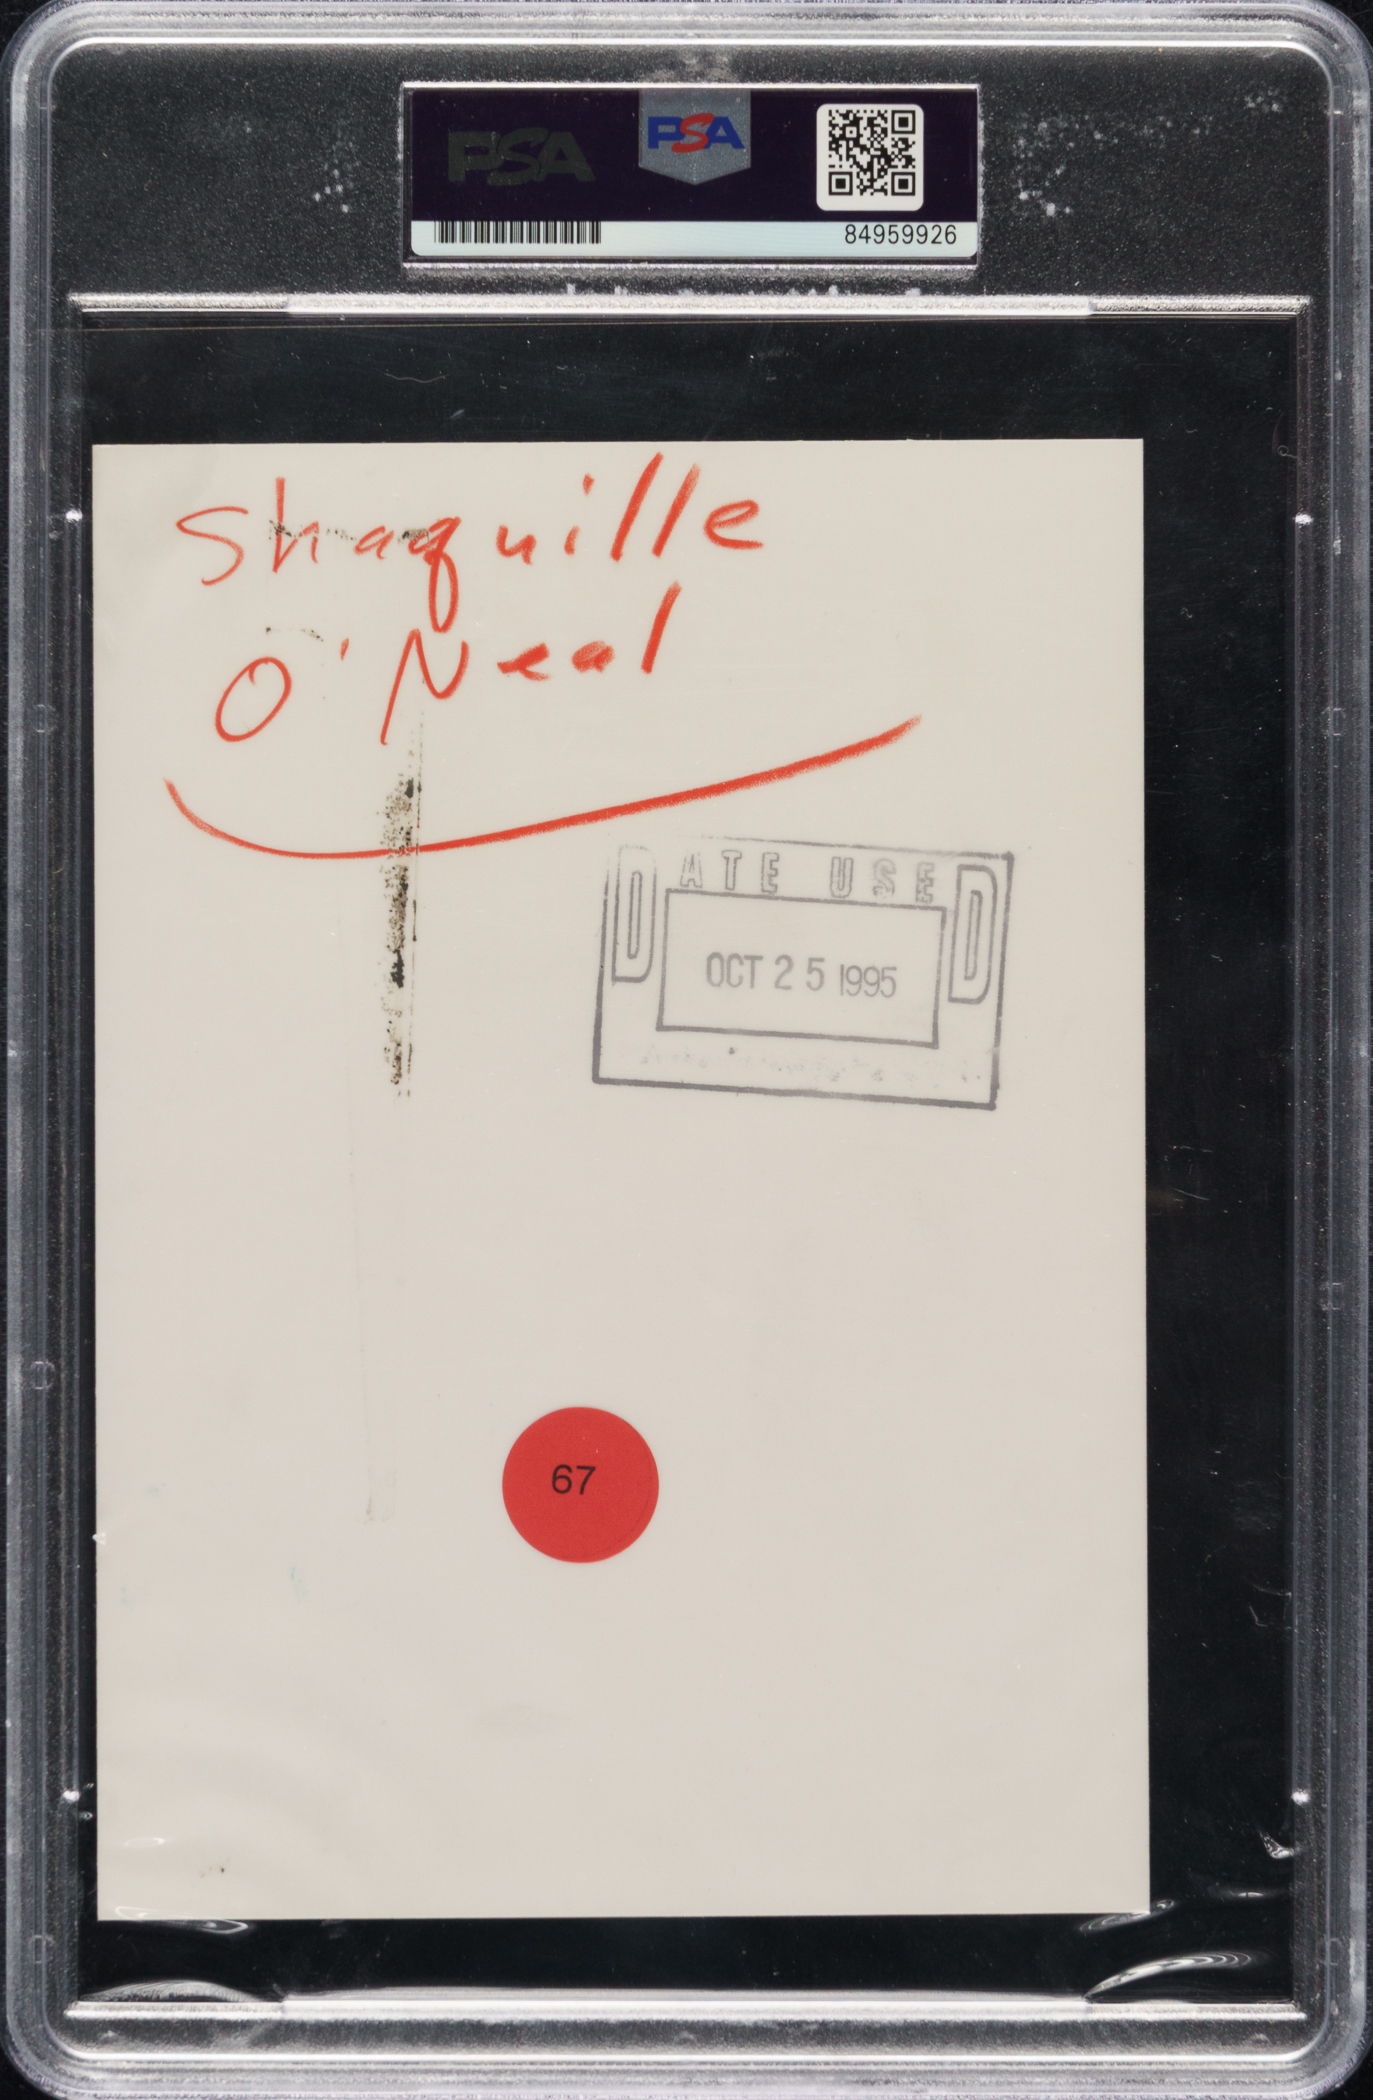 PSA
PSA
84959926
Shaquille
O'Neal
DATE USED
OCT 25 1995
67